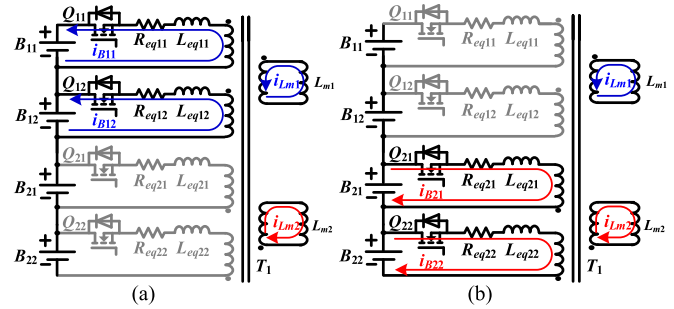 Q11
+
B11
Req11 Leq11
iB11
iLm1
Lm1
Q12
+
B12
Req12 Leq12
iB12
Q21
+
B21
Req21 Leq21
Q22
+
B22
Req22 Leq22
iLm2
Lm2
T1
(a)
Q11
+
B11
Req11 Leq11
iLm1
Lm1
Q12
+
B12
Req12 Leq12
Q21
+
B21
Req21 Leq21
iB21
Q22
+
B22
Req22 Leq22
iB22
iLm2
Lm2
T1
(b)